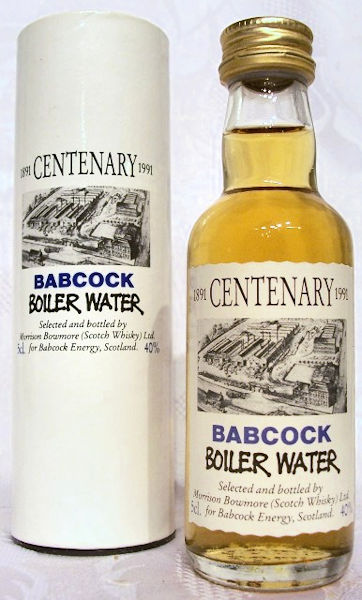 1891 CENTENARY 1991
BABCOCK
BOILER WATER
Selected and bottled by
Morrison Bowmore (Scotch Whisky) Ltd.
5cl. for Babcock Energy, Scotland. 40%
1891 CENTENARY 1991
BABCOCK
BOILER WATER
Selected and bottled by
Morrison Bowmore (Scotch Whisky) Ltd.
5cl. for Babcock Energy, Scotland. 40%